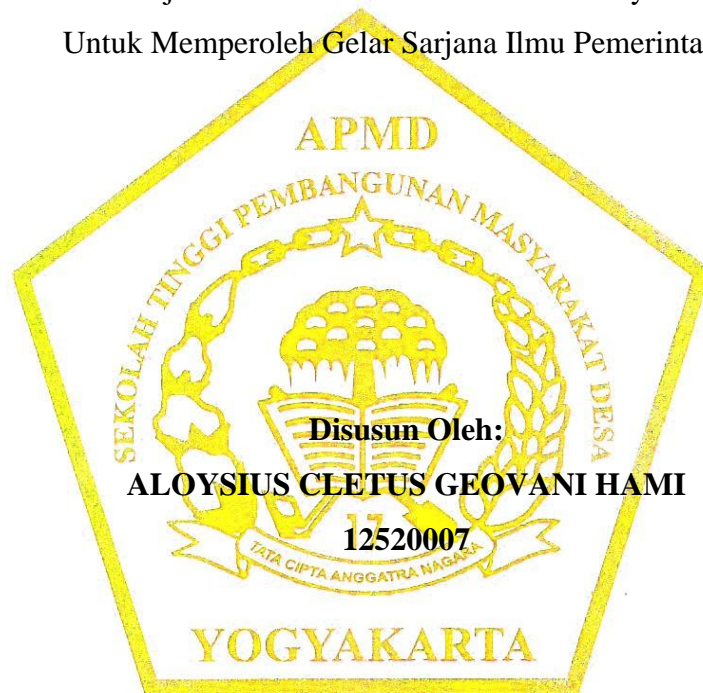 Untuk Memperoleh Gelar Sarjana Ilmu Pemerinta
APMD
SEKOLAH TINGGI PEMBANGUNAN MASYARAKAT DESA
Disusun Oleh:
ALOYSIUS CLETUS GEOVANI HAMI
17
12520007
TATA CIPTA ANGGATRA NAGARA
YOGYAKARTA